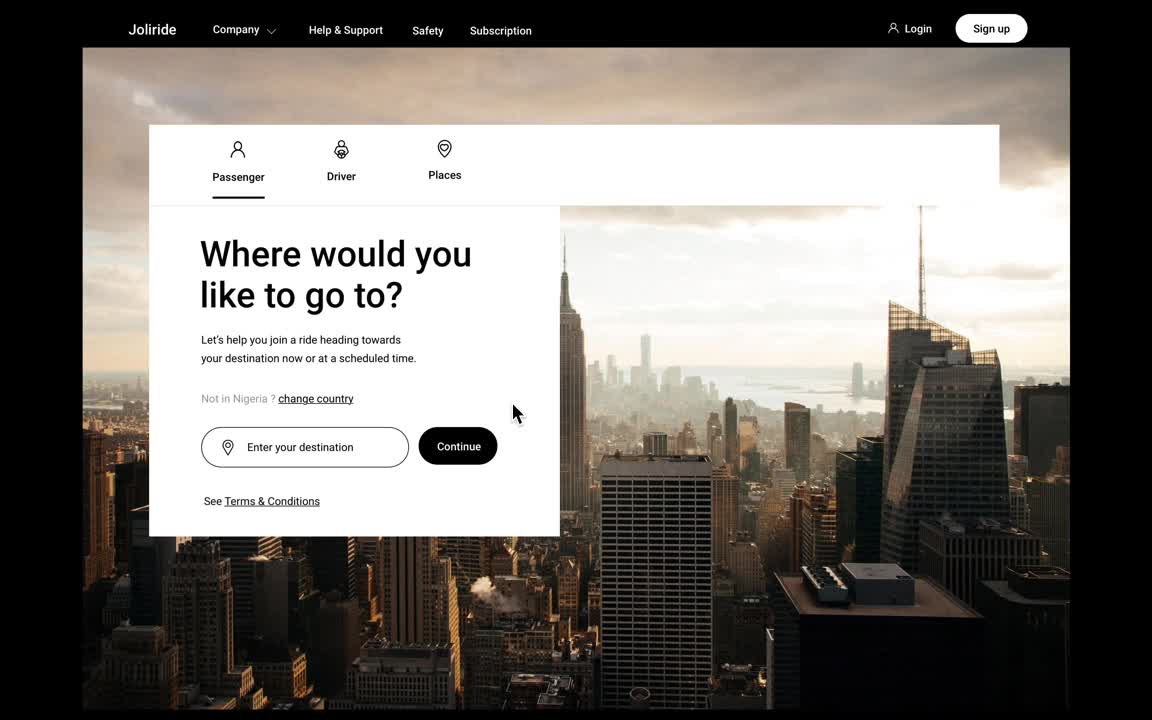 Joliride Company Help & Support Safety Subscription Login Sign up
Passenger Driver Places
Where would you
like to go to?
Let's help you join a ride heading towards
your destination now or at a scheduled time.
Not in Nigeria ? change country
Enter your destination Continue
See Terms & Conditions